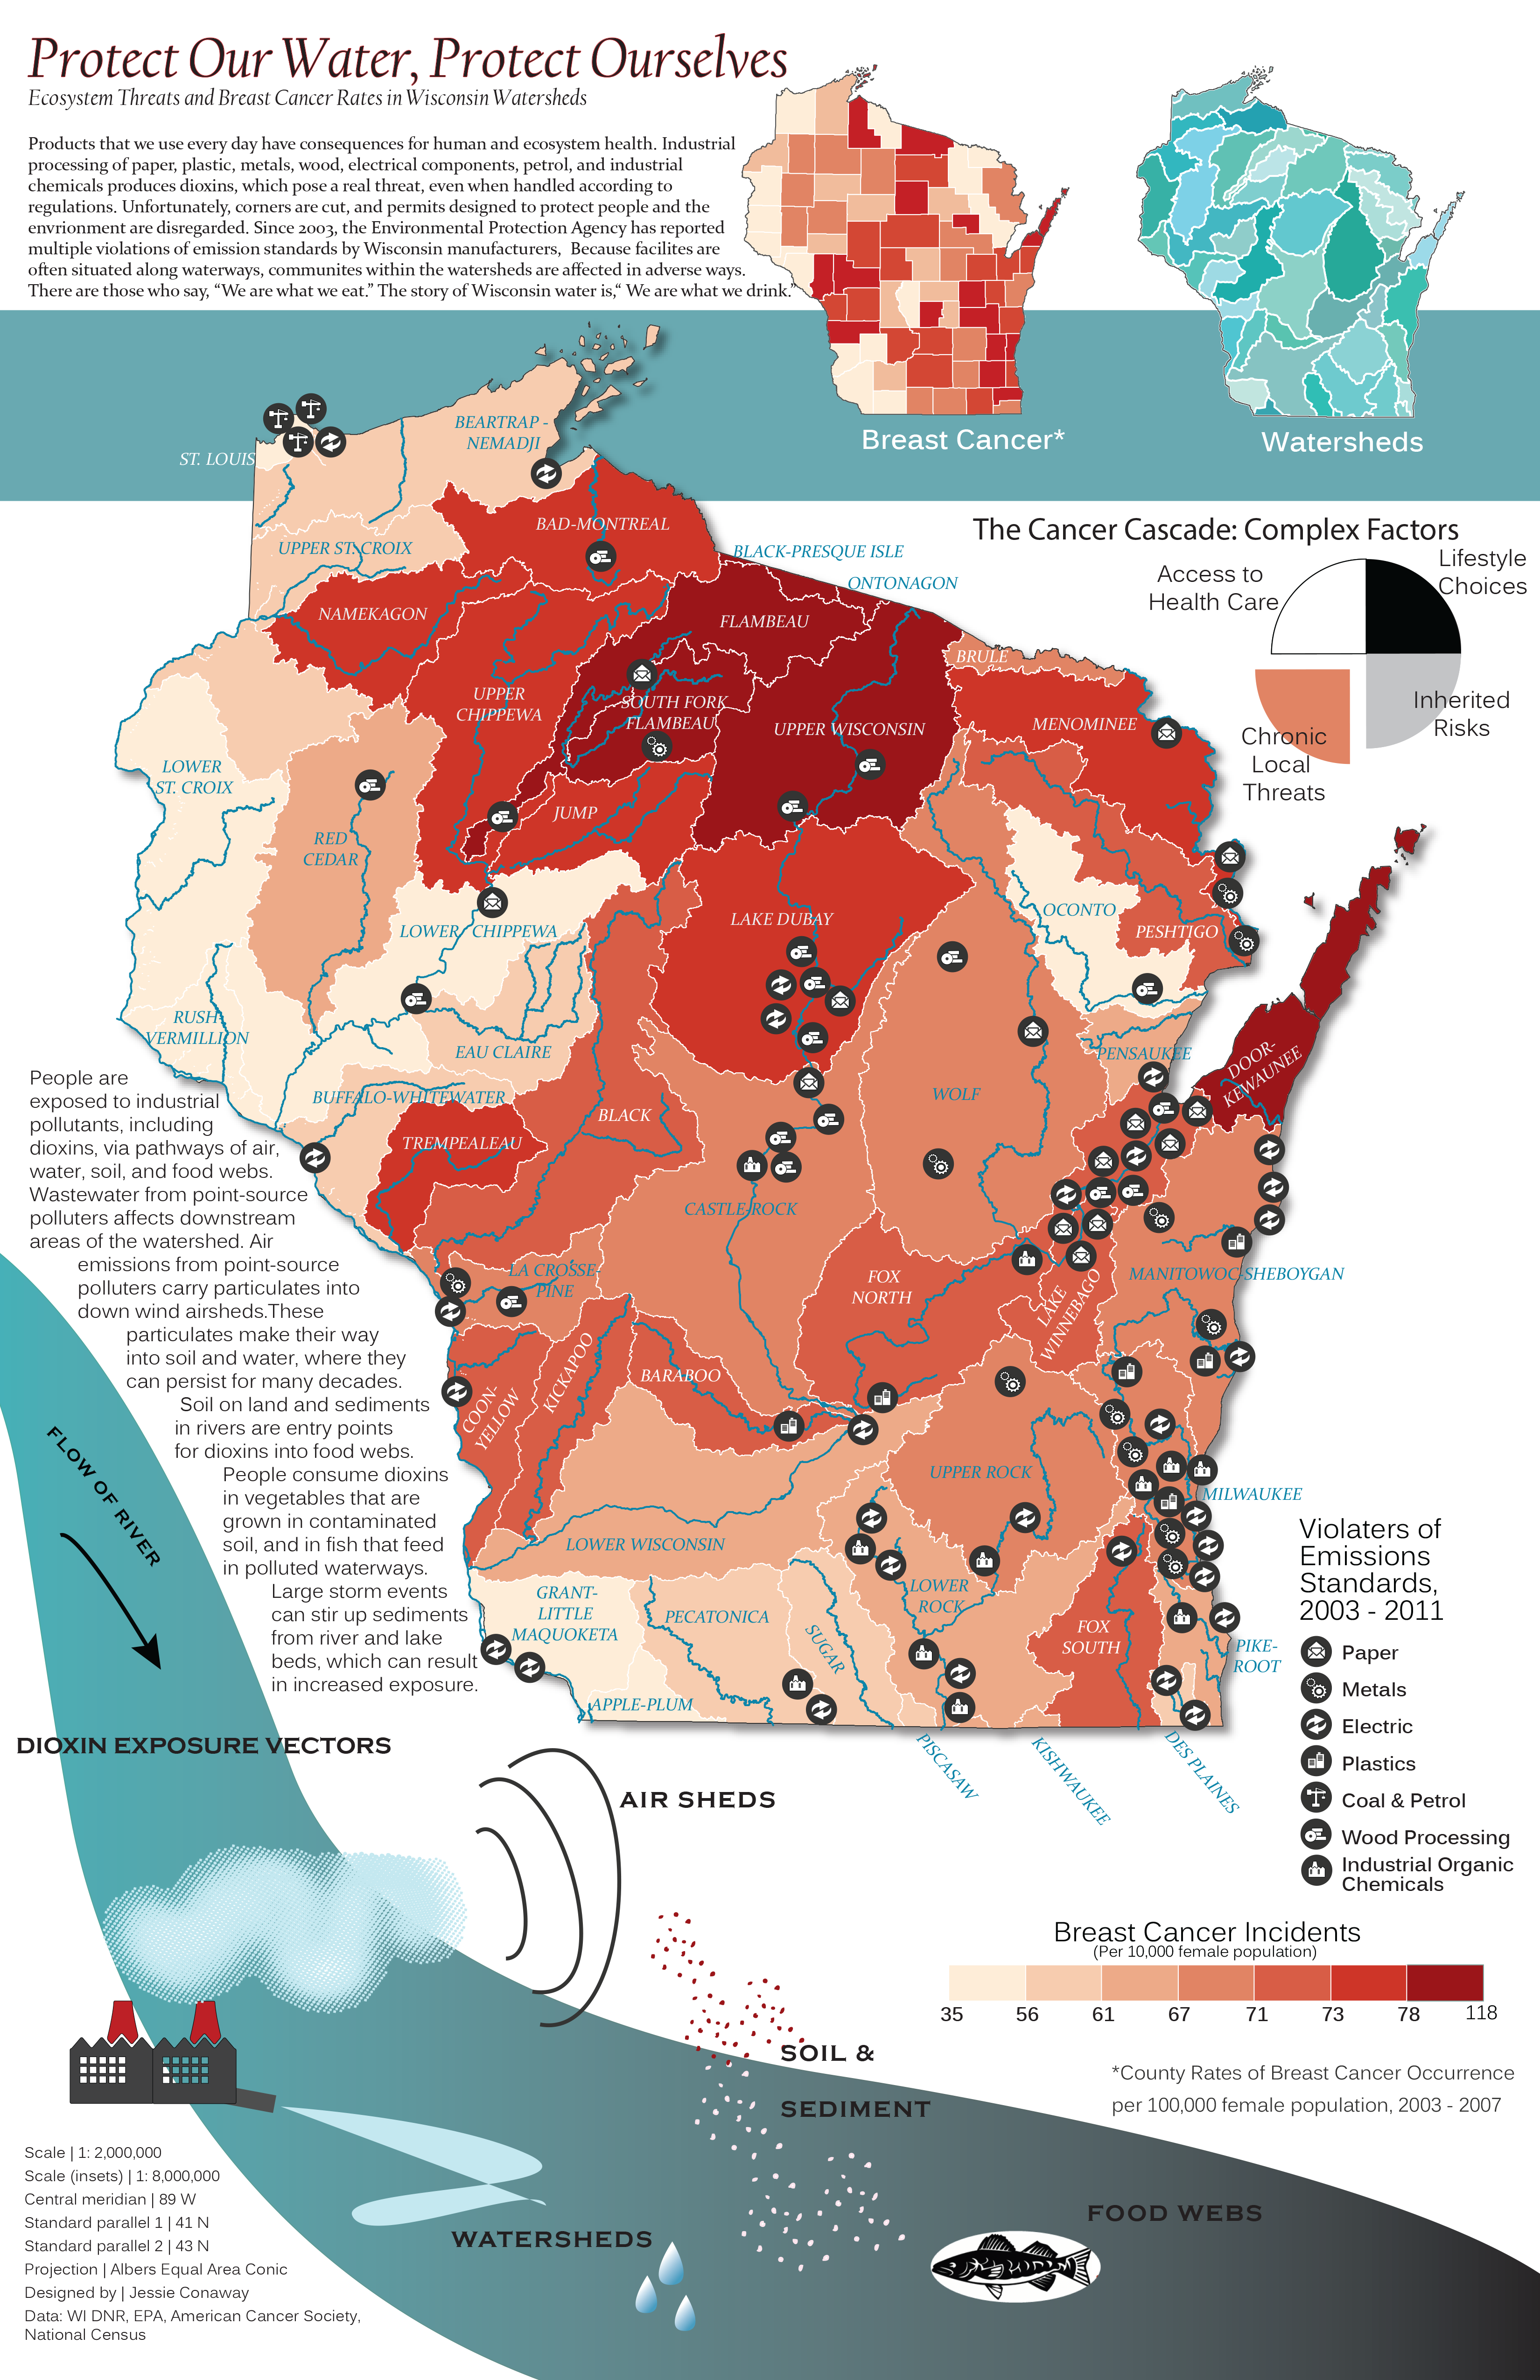 Protect Our Water, Protect Ourselves
Ecosystem Threats and Breast Cancer Rates in Wisconsin Watersheds
Products that we use every day have consequences for human and ecosystem health. Industrial
processing of paper, plastic, metals, wood, electrical components, petrol, and industrial
chemicals produces dioxins, which pose a real threat, even when handled according to
regulations. Unfortunately, corners are cut, and permits designed to protect people and the
envrionment are disregarded. Since 2003, the Environmental Protection Agency has reported
multiple violations of emission standards by Wisconsin manufacturers,  Because facilites are
often situated along waterways, communites within the watersheds are affected in adverse ways.
There are those who say, “We are what we eat.” The story of Wisconsin water is,“ We are what we drink.”
Breast Cancer*
Watersheds
ST. LOUIS
BEARTRAP -
NEMADJI
UPPER ST. CROIX
BAD-MONTREAL
BLACK-PRESQUE ISLE
ONTONAGON
NAMEKAGON
FLAMBEAU
BRULE
UPPER
CHIPPEWA
SOUTH FORK
FLAMBEAU
UPPER WISCONSIN
MENOMINEE
LOWER
ST. CROIX
RED
CEDAR
JUMP
LAKE DUBAY
OCONTO
PESHTIGO
LOWER CHIPPEWA
RUSH-
VERMILLION
EAU CLAIRE
PENSAUKEE
DOOR-
KEWAUNEE
BUFFALO-WHITEWATER
WOLF
TREMPEALEAU
BLACK
CASTLE-ROCK
LA CROSSE-
PINE
FOX
NORTH
LAKE
WINNEBAGO
MANITOWOC-SHEBOYGAN
COON-
YELLOW
KICKAPOO
BARABOO
UPPER ROCK
MILWAUKEE
LOWER WISCONSIN
GRANT-
LITTLE
MAQUOKETA
PECATONICA
SUGAR
LOWER
ROCK
FOX
SOUTH
PIKE-
ROOT
APPLE-PLUM
PISCASAW
KISHWAUKEE
DES PLAINES
The Cancer Cascade: Complex Factors
Access to
Health Care
Lifestyle
Choices
Chronic
Local
Threats
Inherited
Risks
People are
exposed to industrial
pollutants, including
dioxins, via pathways of air,
water, soil, and food webs.
Wastewater from point-source
polluters affects downstream
areas of the watershed. Air
emissions from point-source
polluters carry particulates into
down wind airsheds.These
particulates make their way
into soil and water, where they
can persist for many decades.
Soil on land and sediments
in rivers are entry points
for dioxins into food webs.
People consume dioxins
in vegetables that are
grown in contaminated
soil, and in fish that feed
in polluted waterways.
Large storm events
can stir up sediments
from river and lake
beds, which can result
in increased exposure.
FLOW OF RIVER
DIOXIN EXPOSURE VECTORS
AIR SHEDS
SOIL &
SEDIMENT
WATERSHEDS
FOOD WEBS
Violaters of
Emissions
Standards,
2003 - 2011
Paper
Metals
Electric
Plastics
Coal & Petrol
Wood Processing
Industrial Organic
Chemicals
Breast Cancer Incidents
(Per 10,000 female population)
35 56 61 67 71 73 78 118
*County Rates of Breast Cancer Occurrence
per 100,000 female population, 2003 - 2007
Scale | 1: 2,000,000
Scale (insets) | 1: 8,000,000
Central meridian | 89 W
Standard parallel 1 | 41 N
Standard parallel 2 | 43 N
Projection | Albers Equal Area Conic
Designed by | Jessie Conaway
Data: WI DNR, EPA, American Cancer Society,
National Census